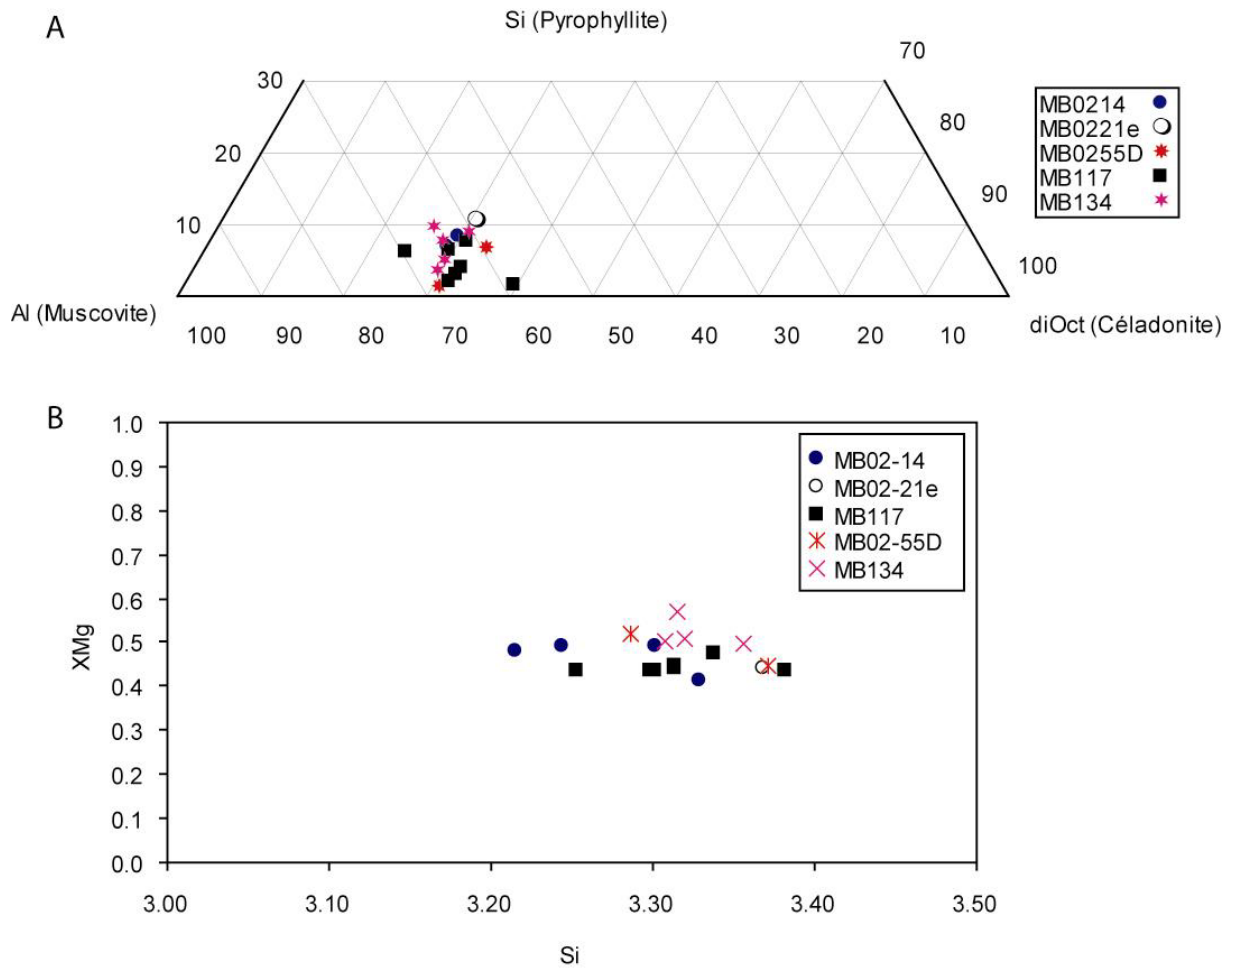 A
Si (Pyrophyllite)
70
30
MB0214
80
MB0221e
20
MB0255D
MB117
90
MB134
10
100
Al (Muscovite)
diOct (Céladonite)
100 90 80 70 60 50 40 30 20 10
B
1.0
MB02-14
0.9
MB02-21e
0.8
MB117
MB02-55D
0.7
MB134
0.6
0.5
XMg
0.4
0.3
0.2
0.1
0.0
3.00 3.10 3.20 3.30 3.40 3.50
Si